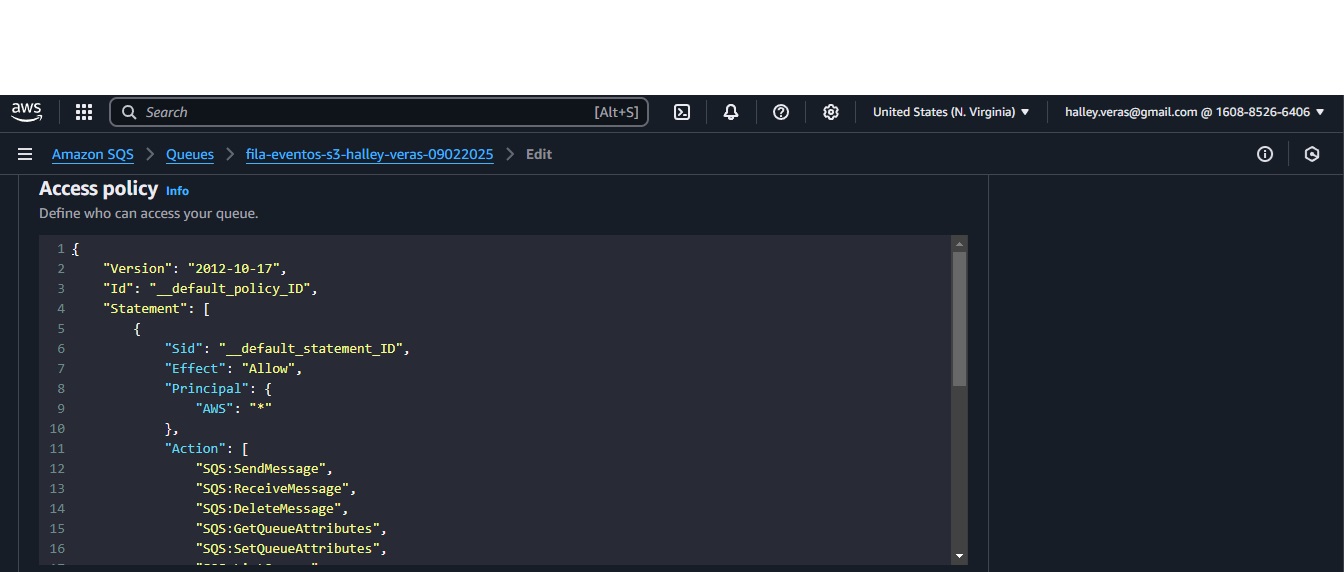 aws
Search [Alt+S]
United States (N. Virginia)
halley.veras@gmail.com @ 1608-8526-6406
Amazon SQS > Queues > fila-eventos-s3-halley-veras-09022025 > Edit
Access policy Info
Define who can access your queue.
1 {
2 "Version": "2012-10-17",
3 "Id": "__default_policy_ID",
4 "Statement": [
5 {
6 "Sid": "__default_statement_ID",
7 "Effect": "Allow",
8 "Principal": {
9 "AWS": "*"
10 },
11 "Action": [
12 "SQS:SendMessage",
13 "SQS:ReceiveMessage",
14 "SQS:DeleteMessage",
15 "SQS:GetQueueAttributes",
16 "SQS:SetQueueAttributes",